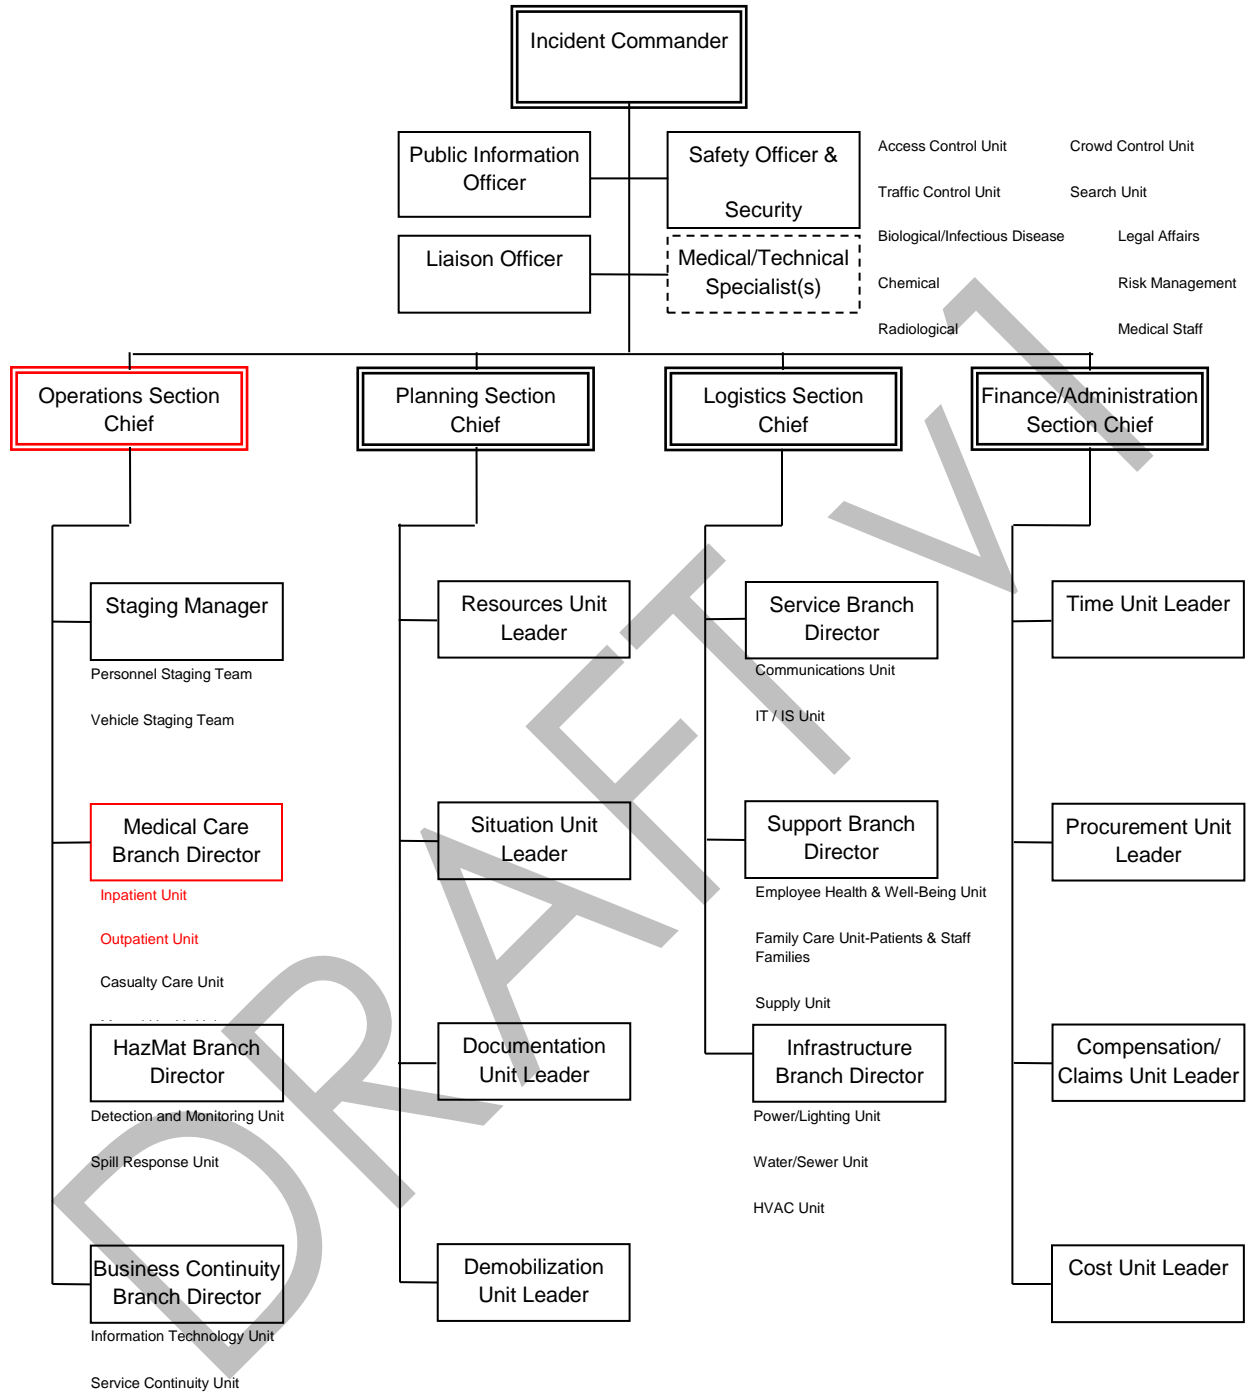 Incident Commander
Public Information
Officer
Safety Officer &
Security
Access Control Unit
Crowd Control Unit
Traffic Control Unit
Search Unit
Liaison Officer
Medical/Technical
Specialist(s)
Biological/Infectious Disease
Legal Affairs
Chemical
Risk Management
Radiological
Medical Staff
Operations Section
Chief
Planning Section
Chief
Logistics Section
Chief
Finance/Administration
Section Chief
Staging Manager
Personnel Staging Team
Vehicle Staging Team
Medical Care
Branch Director
Inpatient Unit
Outpatient Unit
Casualty Care Unit
HazMat Branch
Director
Detection and Monitoring Unit
Spill Response Unit
Business Continuity
Branch Director
Information Technology Unit
Service Continuity Unit
Resources Unit
Leader
Situation Unit
Leader
Documentation
Unit Leader
Demobilization
Unit Leader
Service Branch
Director
Communications Unit
IT / IS Unit
Support Branch
Director
Employee Health & Well-Being Unit
Family Care Unit-Patients & Staff
Families
Supply Unit
Infrastructure
Branch Director
Power/Lighting Unit
Water/Sewer Unit
HVAC Unit
Time Unit Leader
Procurement Unit
Leader
Compensation/
Claims Unit Leader
Cost Unit Leader
DRAFT v1